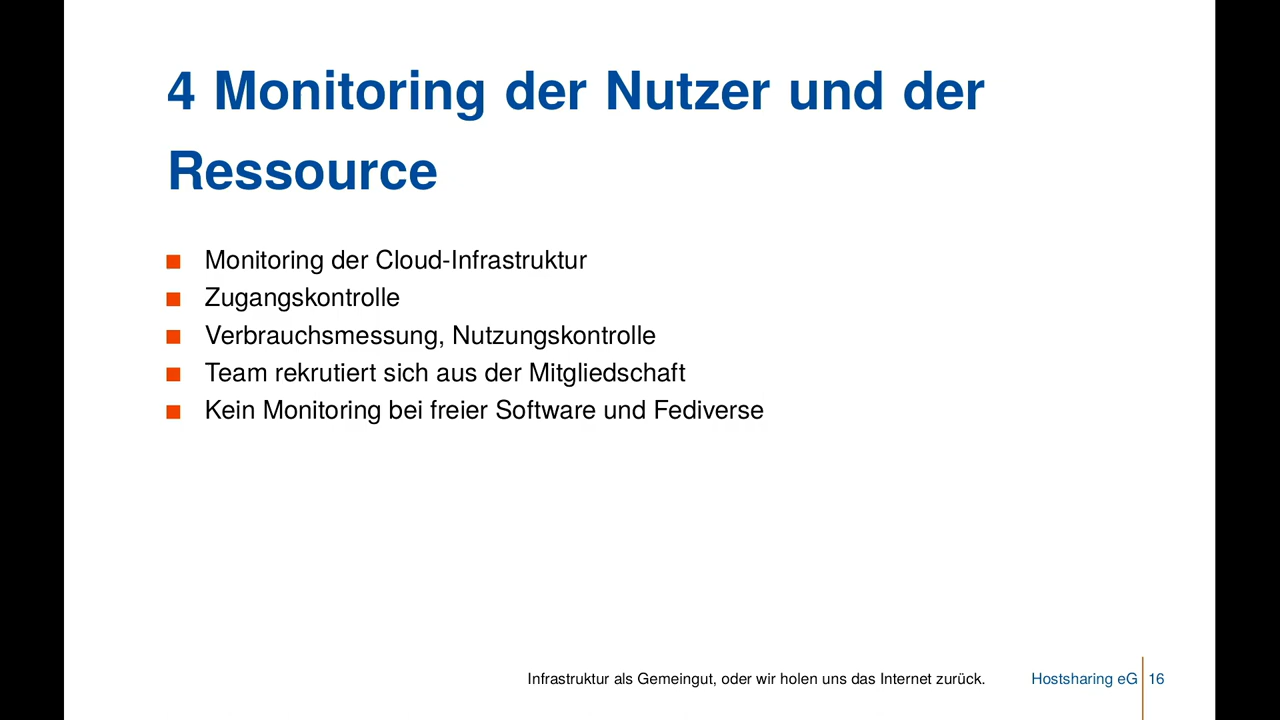 4 Monitoring der Nutzer und der
Ressource
Monitoring der Cloud-Infrastruktur
Zugangskontrolle
Verbrauchsmessung, Nutzungskontrolle
Team rekrutiert sich aus der Mitgliedschaft
Kein Monitoring bei freier Software und Fediverse
Infrastruktur als Gemeingut, oder wir holen uns das Internet zurück. Hostsharing eG 16